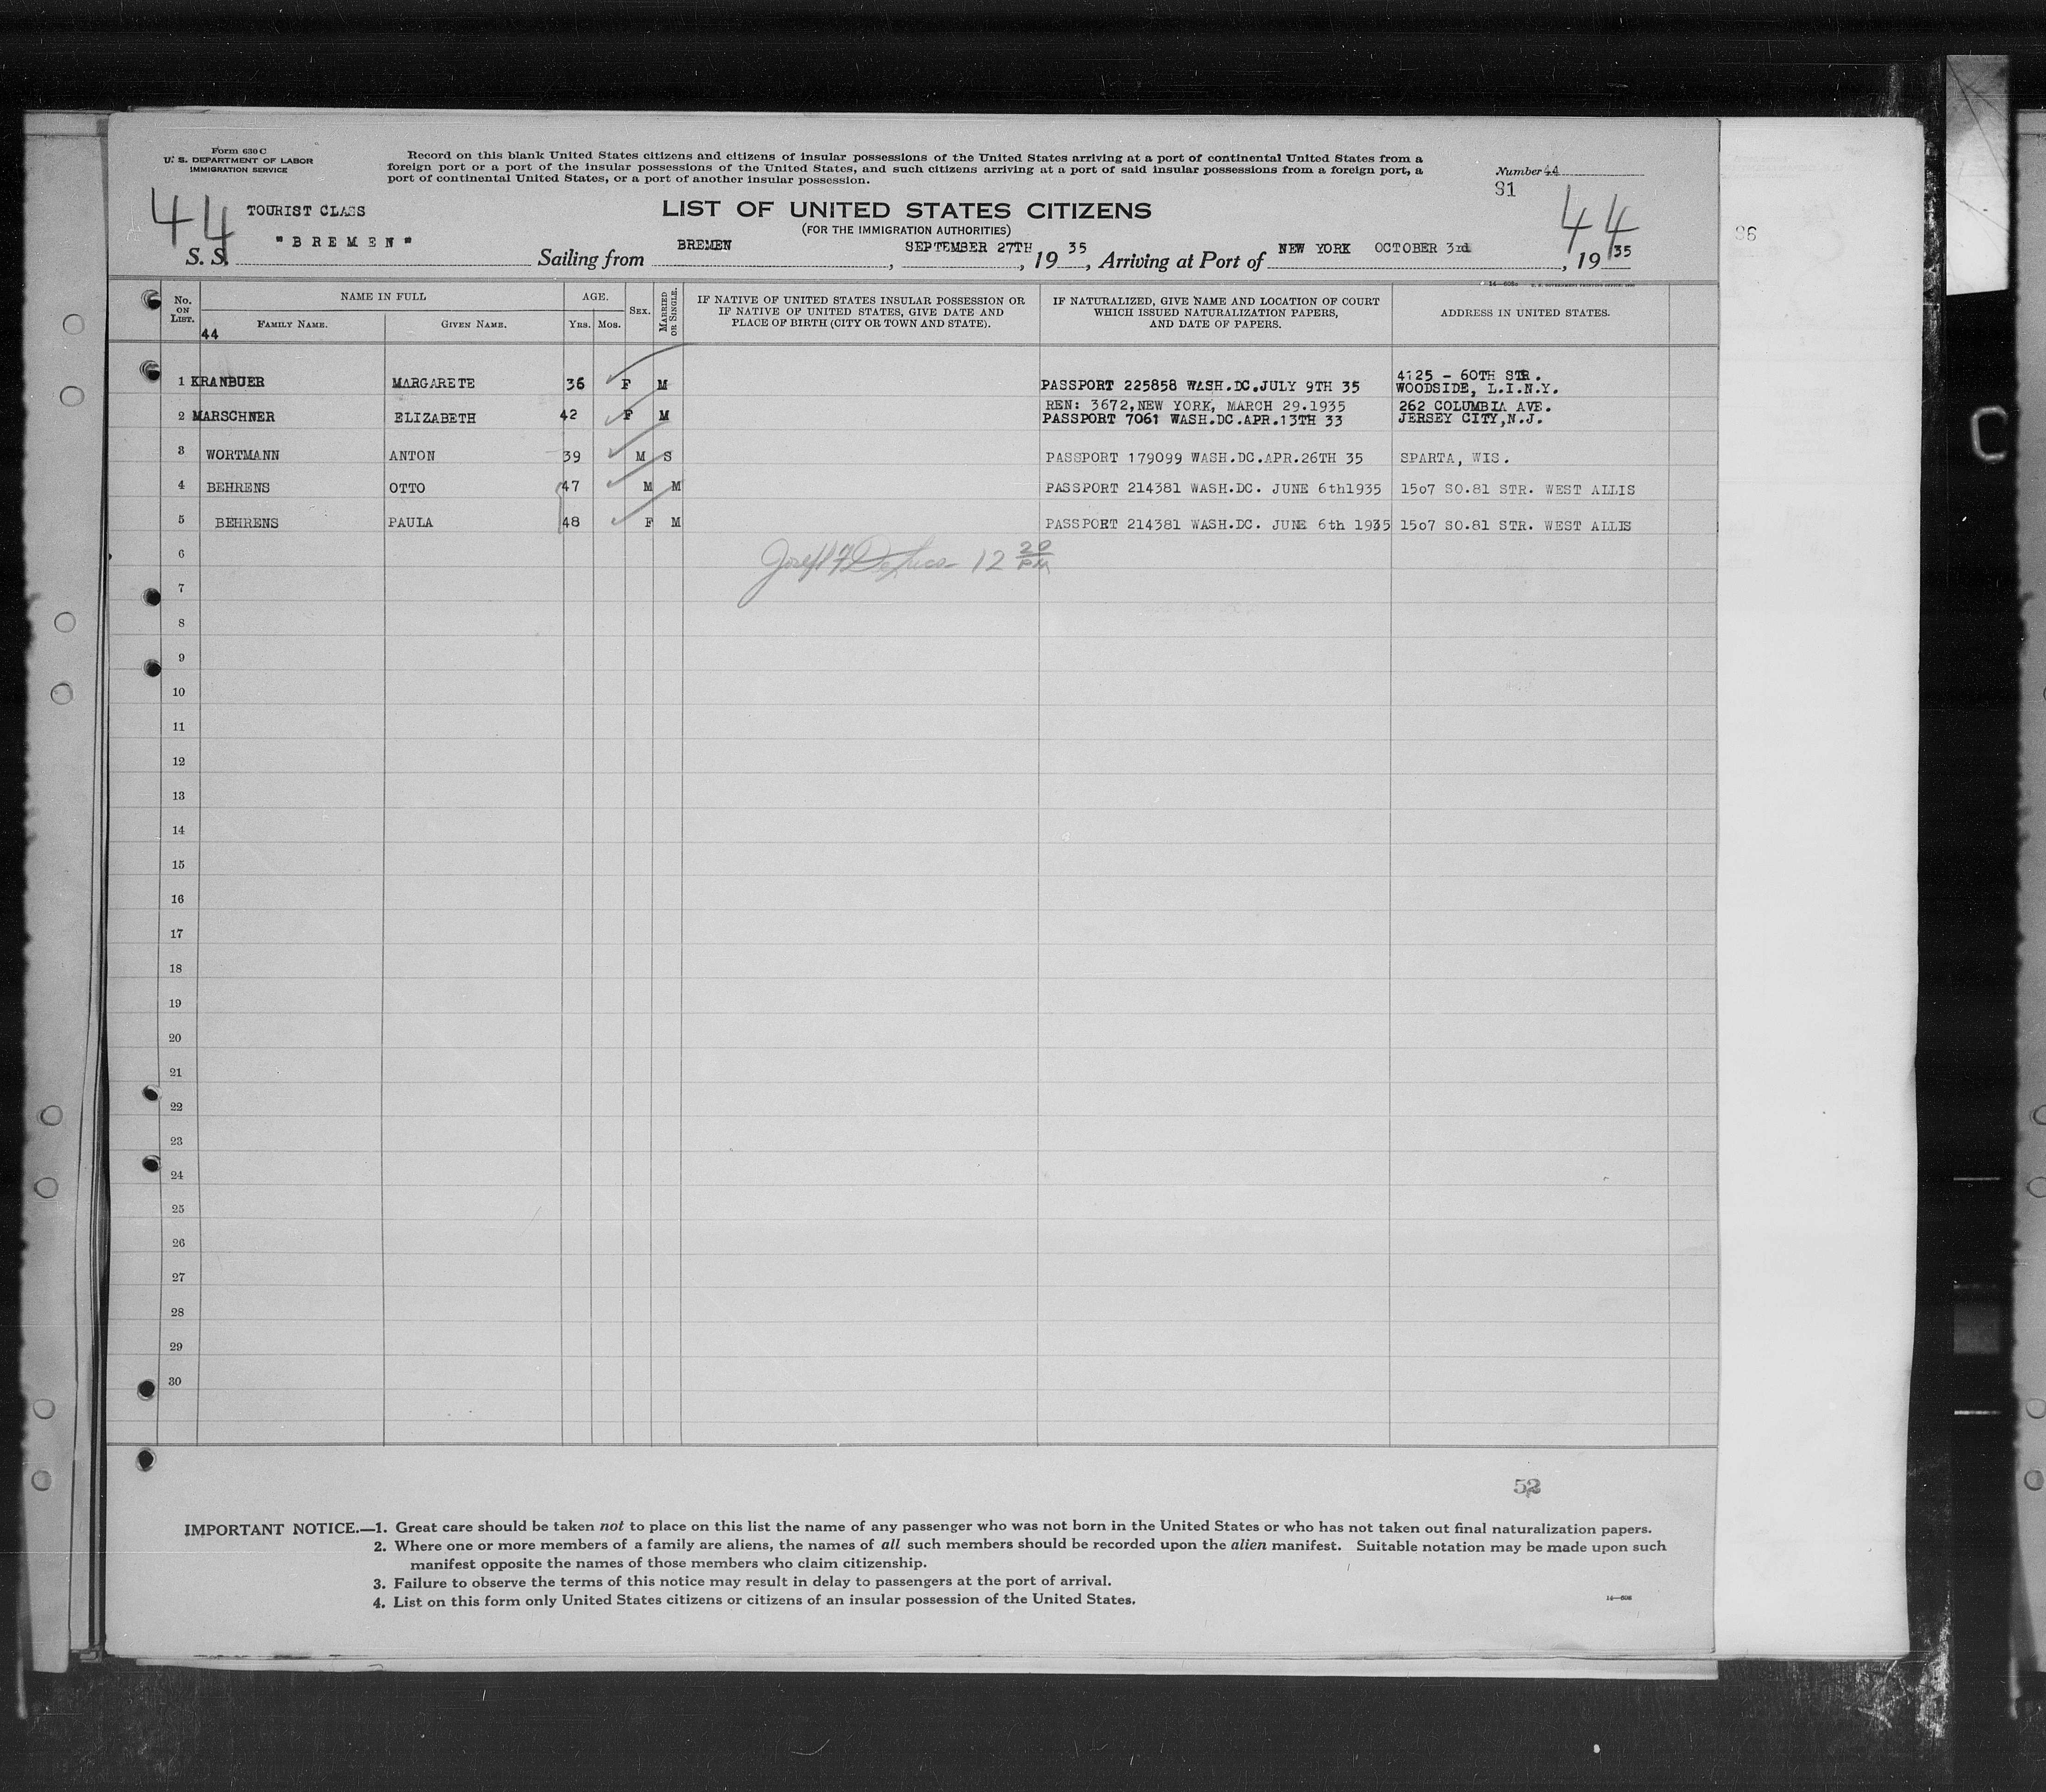 Form 630 C
U. S. DEPARTMENT OF LABOR
IMMIGRATION SERVICE
Record on this blank United States citizens and citizens of insular possessions of the United States arriving at a port of continental United States from a
foreign port or a port of the insular possessions of the United States, and such citizens arriving at a port of said insular possessions from a foreign port, a
port of continental United States, or a port of another insular possession.
Number 44
81
44 TOURIST CLASS
LIST OF UNITED STATES CITIZENS
44
(FOR THE IMMIGRATION AUTHORITIES)
96
S. S. "BREMEN" Sailing from BREMEN, SEPTEMBER 27TH, 19 35, Arriving at Port of NEW YORK OCTOBER 3rd, 19 35
No. ON LIST. NAME IN FULL AGE. SEX. MARRIED OR SINGLE. IF NATIVE OF UNITED STATES INSULAR POSSESSION OR IF NATIVE OF UNITED STATES, GIVE DATE AND PLACE OF BIRTH (CITY OR TOWN AND STATE). IF NATURALIZED, GIVE NAME AND LOCATION OF COURT WHICH ISSUED NATURALIZATION PAPERS, AND DATE OF PAPERS. ADDRESS IN UNITED STATES.
44 FAMILY NAME. GIVEN NAME. YRS. MOS.
4125 - 60TH STR.
1 KRANBUER MARGARETE 36 F M PASSPORT 225858 WASH.DC.JULY 9TH 35 WOODSIDE, L.I.N.Y.
REN: 3672,NEW YORK, MARCH 29.1935 262 COLUMBIA AVE.
2 MARSCHNER ELIZABETH 42 F M PASSPORT 7061 WASH.DC.APR.13TH 33 JERSEY CITY,N.J.
3 WORTMANN ANTON 39 M S PASSPORT 179099 WASH.DC.APR.26TH 35 SPARTA, WIS.
4 BEHRENS OTTO 47 M M PASSPORT 214381 WASH.DC. JUNE 6th1935 15o7 SO.81 STR. WEST ALLIS
5 BEHRENS PAULA 48 F M PASSPORT 214381 WASH.DC. JUNE 6th 1935 15o7 SO.81 STR. WEST ALLIS
6
12 20 PM
7
8
9
10
11
12
13
14
15
16
17
18
19
20
21
22
23
24
25
26
27
28
29
30
52
IMPORTANT NOTICE.—1. Great care should be taken not to place on this list the name of any passenger who was not born in the United States or who has not taken out final naturalization papers.
2. Where one or more members of a family are aliens, the names of all such members should be recorded upon the alien manifest. Suitable notation may be made upon such
manifest opposite the names of those members who claim citizenship.
3. Failure to observe the terms of this notice may result in delay to passengers at the port of arrival.
4. List on this form only United States citizens or citizens of an insular possession of the United States.